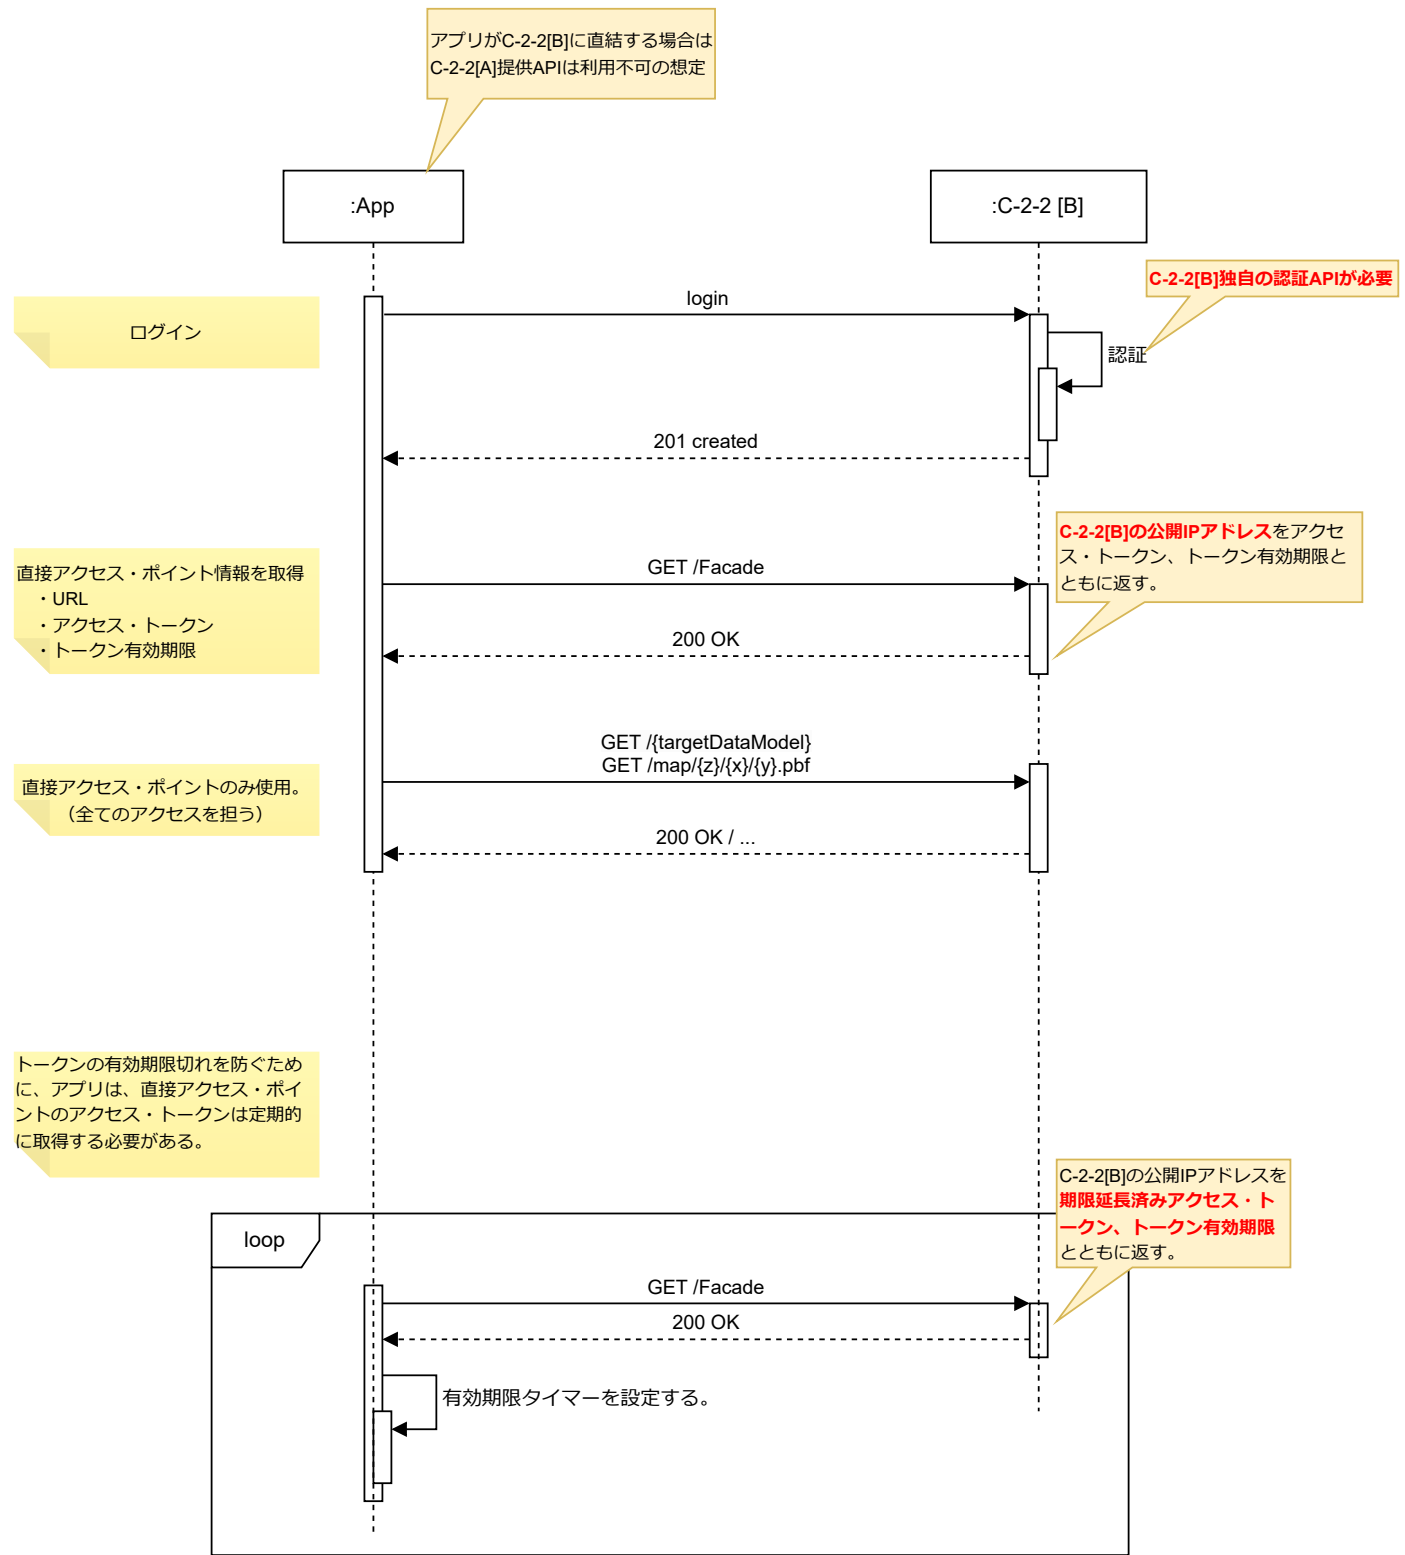 アプリがC-2-2[B]に直結する場合は
C-2-2[A]提供APIは利用不可の想定
:App
:C-2-2 [B]
C-2-2[B]独自の認証APIが必要
ログイン
login
認証
201 created
C-2-2[B]の公開IPアドレスをアクセ
ス・トークン、トークン有効期限と
ともに返す。
直接アクセス・ポイント情報を取得
・URL
・アクセス・トークン
・トークン有効期限
GET /Facade
200 OK
GET /{targetDataModel}
GET /map/{z}/{x}/{y}.pbf
直接アクセス・ポイントのみ使用。
（全てのアクセスを担う）
200 OK / ...
トークンの有効期限切れを防ぐため
に、アプリは、直接アクセス・ポイ
ントのアクセス・トークンは定期的
に取得する必要がある。
C-2-2[B]の公開IPアドレスを
期限延長済みアクセス・ト
ークン、トークン有効期限
とともに返す。
loop
GET /Facade
200 OK
有効期限タイマーを設定する。